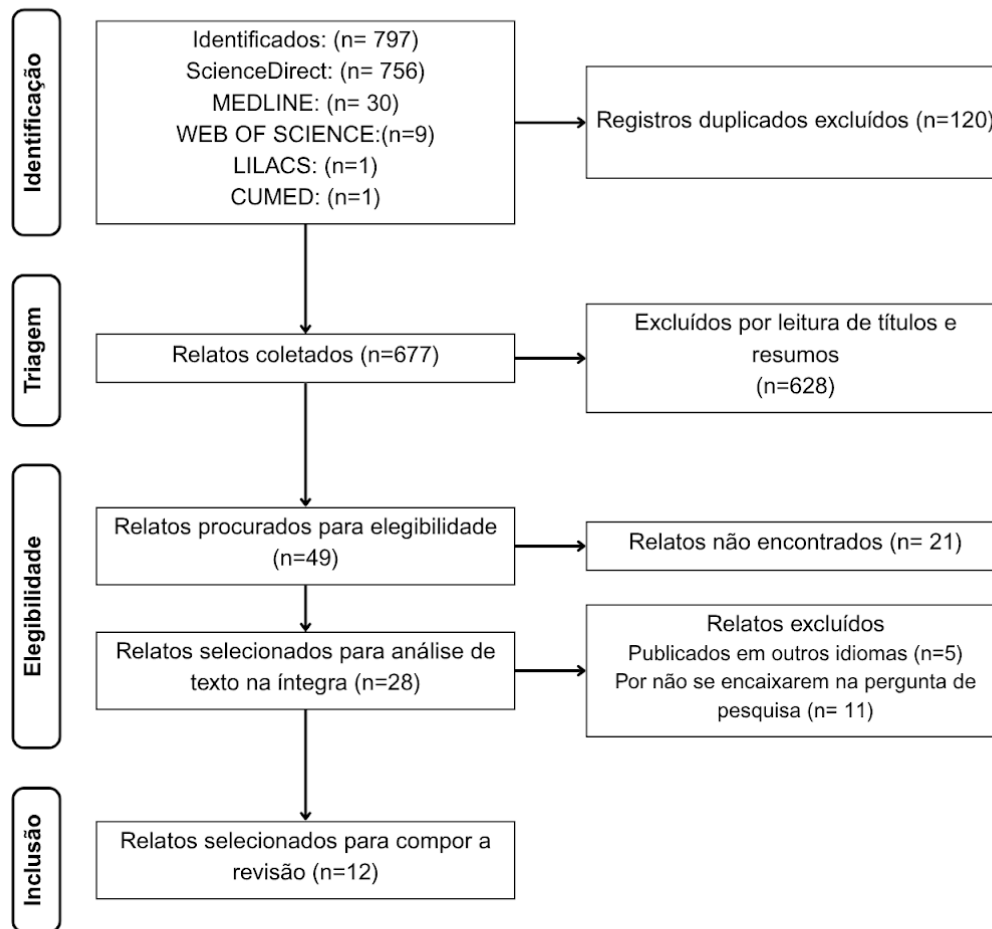 Identificação
Identificados: (n= 797)
ScienceDirect: (n= 756)
MEDLINE: (n= 30)
WEB OF SCIENCE:(n=9)
LILACS: (n=1)
CUMED: (n=1)
Registros duplicados excluídos (n=120)
Triagem
Relatos coletados (n=677)
Excluídos por leitura de títulos e
resumos
(n=628)
Elegibilidade
Relatos procurados para elegibilidade
(n=49)
Relatos não encontrados (n= 21)
Relatos selecionados para análise de
texto na íntegra (n=28)
Relatos excluídos
Publicados em outros idiomas (n=5)
Por não se encaixarem na pergunta de
pesquisa (n= 11)
Inclusão
Relatos selecionados para compor a
revisão (n=12)